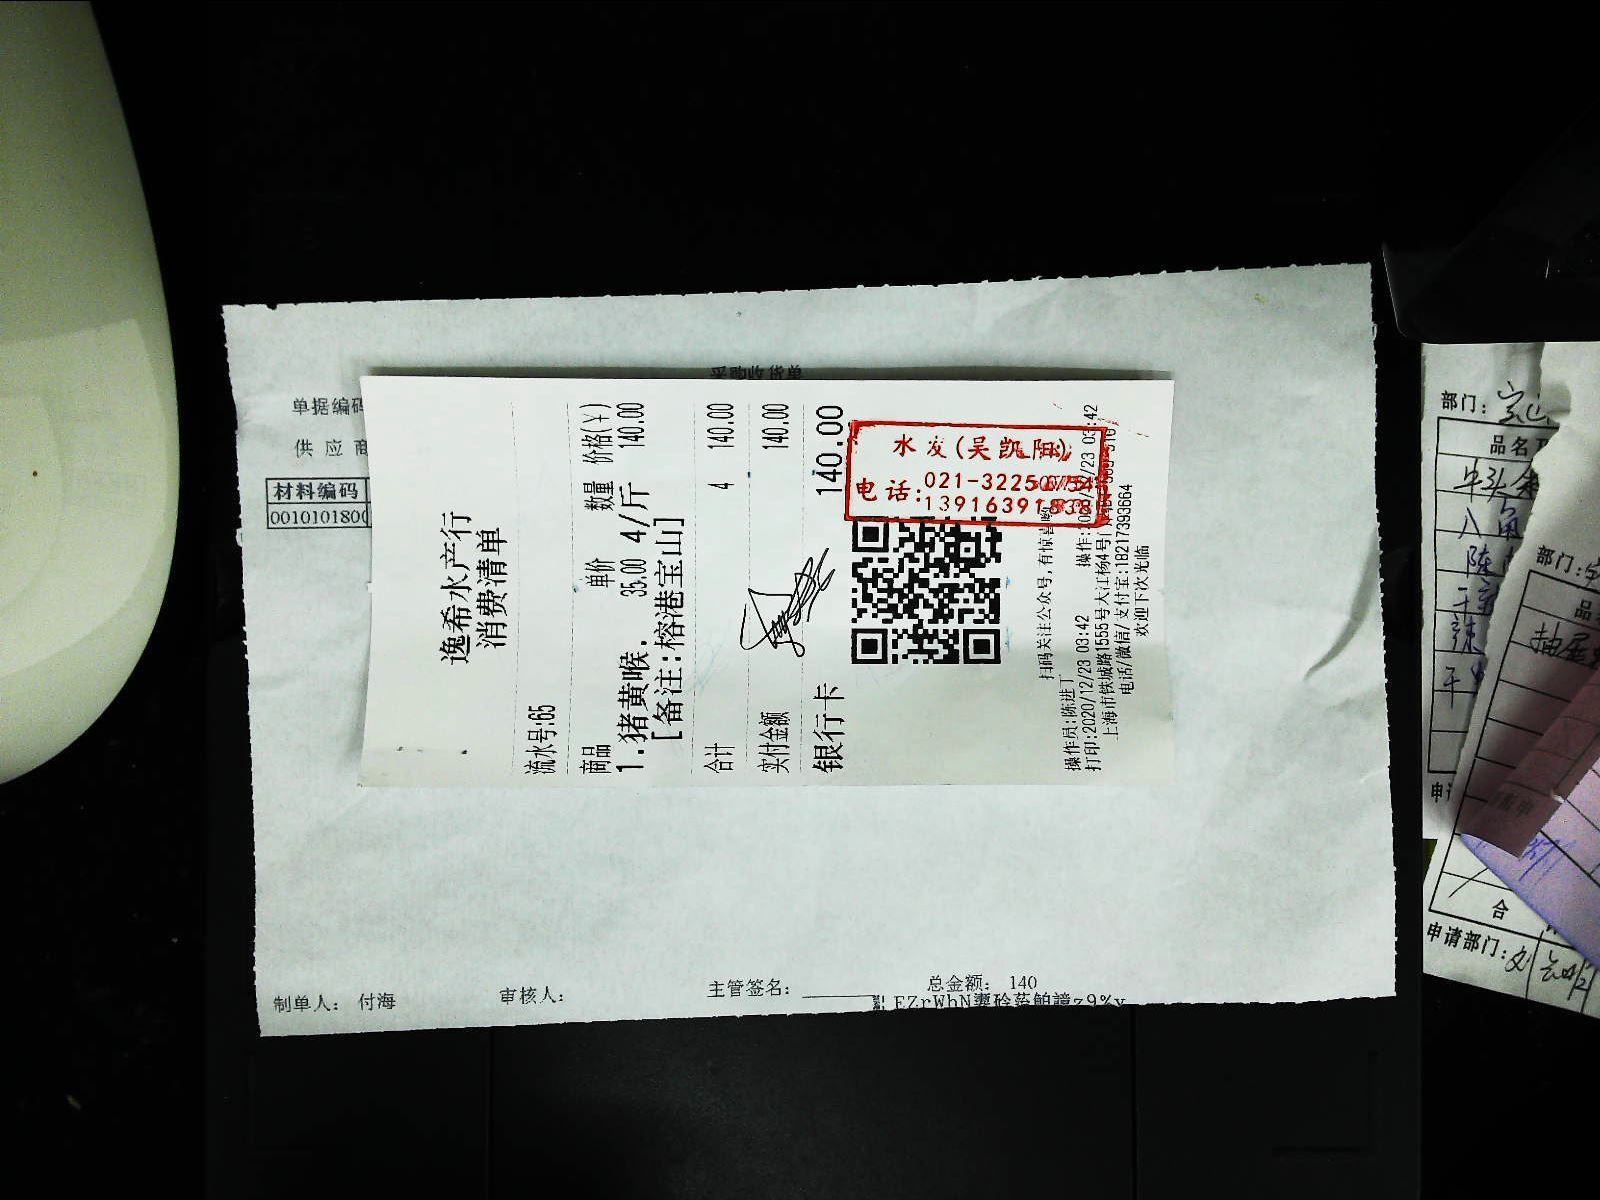 采购收货单
单据编码
供应商
材料编码
0010101800
逸希水产行
消费清单
流水号:65
商品 单价 数量 价格(¥)
1.猪黄喉. 35.00 4/斤 140.00
[备注:榕港宝山]
合计 4 140.00
实付金额 140.00
银行卡 140.00
水发(吴凯阳)
电话:021-32250754
扫码关注公众号,有惊喜哟
操作员:陈进丁
打印:2020/12/23 03:42
上海市铁城路1555号大江杨4号门
电话/微信/支付宝:18217393664
欢迎下次光临
制单人: 付海
审核人:
主管签名:
总金额: 140
部门:
品名
八角
部门:
品
合
申请部门: